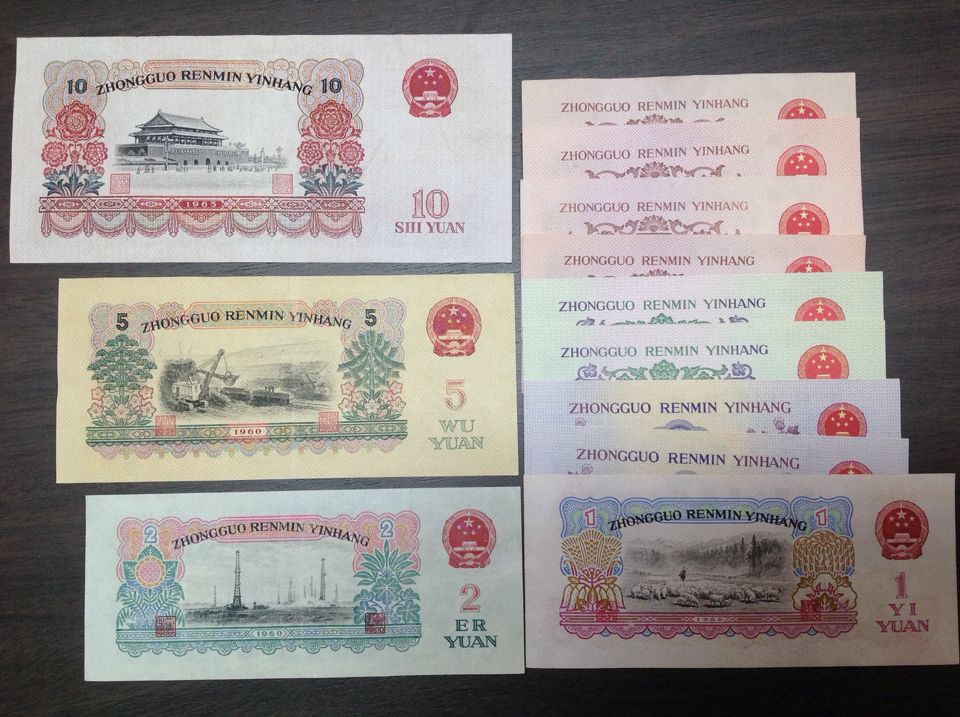 10 ZHONGGUO RENMIN YINHANG 10
1965
10
SHI YUAN
5 ZHONGGUO RENMIN YINHANG 5
1960
5
WU
YUAN
2 ZHONGGUO RENMIN YINHANG 2
1960
2
ER
YUAN
ZHONGGUO RENMIN YINHANG
ZHONGGUO RENMIN YINHANG
ZHONGGUO RENMIN YINHANG
ZHONGGUO RENMIN YINHANG
ZHONGGUO RENMIN YINHANG
ZHONGGUO RENMIN YINHANG
ZHONGGUO RENMIN YINHANG
ZHONGGUO RENMIN YINHANG
1 ZHONGGUO RENMIN YINHANG 1
1960
1
YI
YUAN